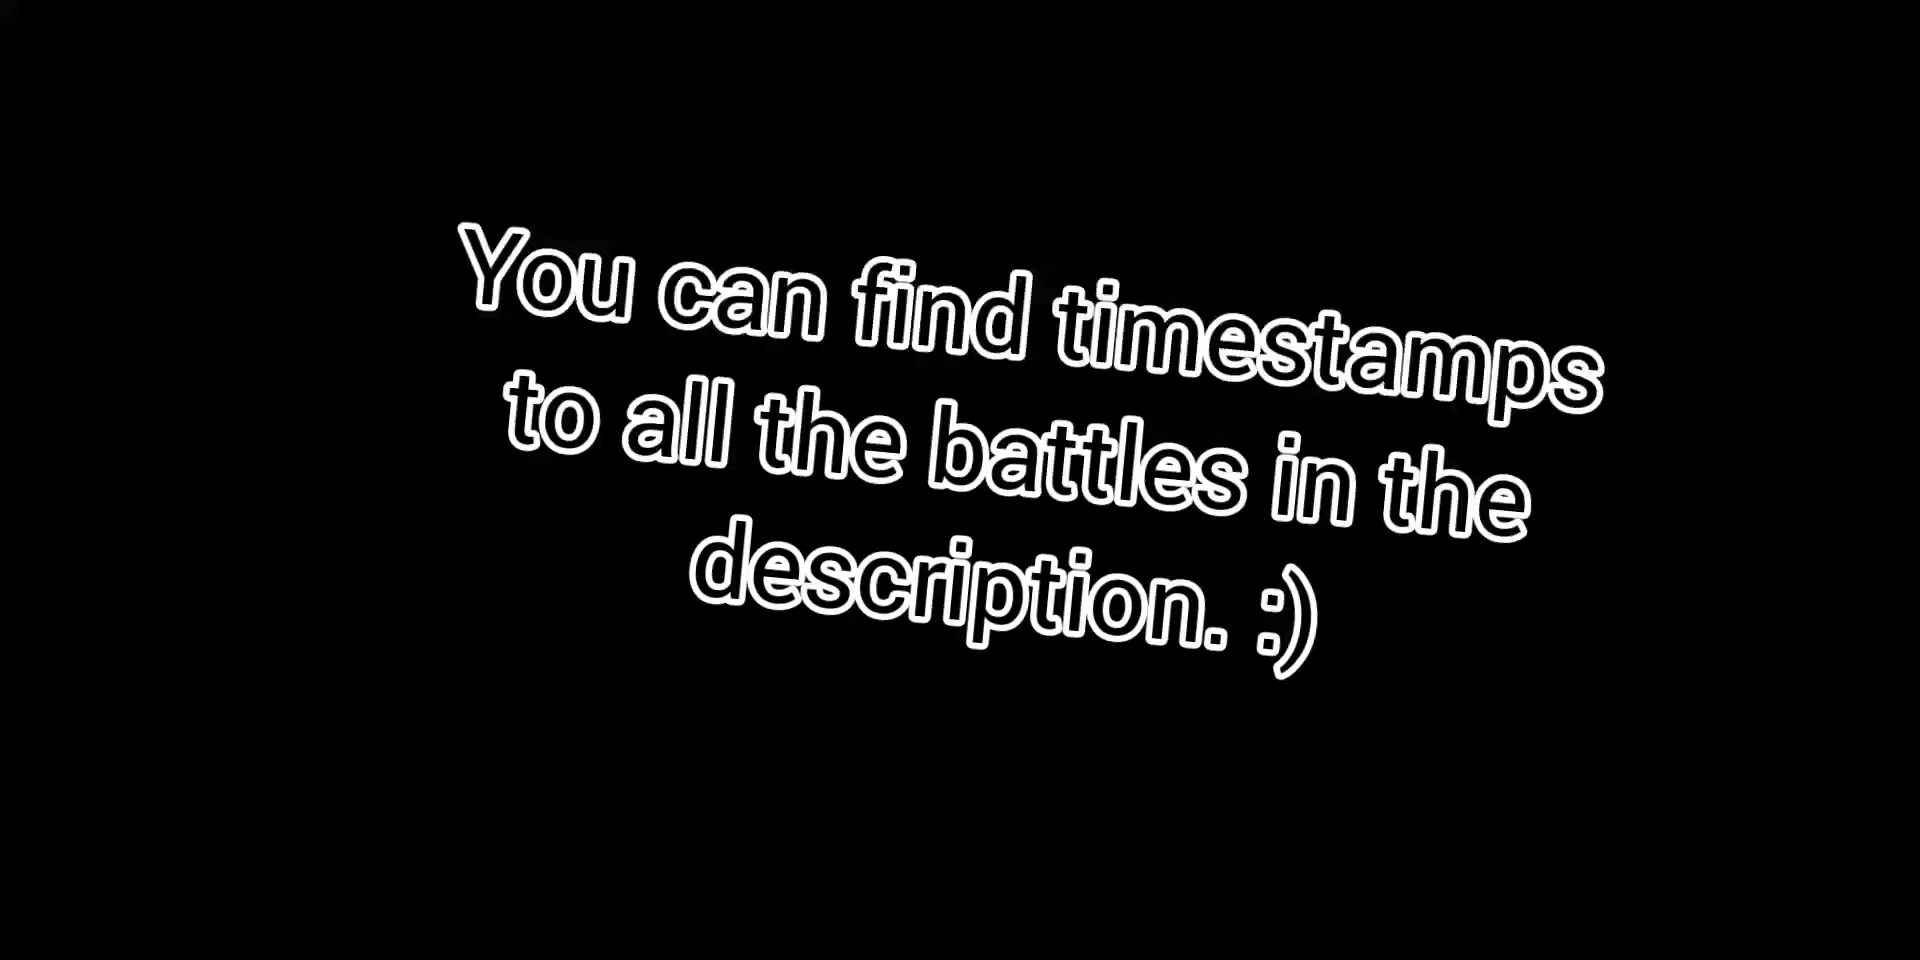 You can find timestamps
to all the battles in the
description. :)